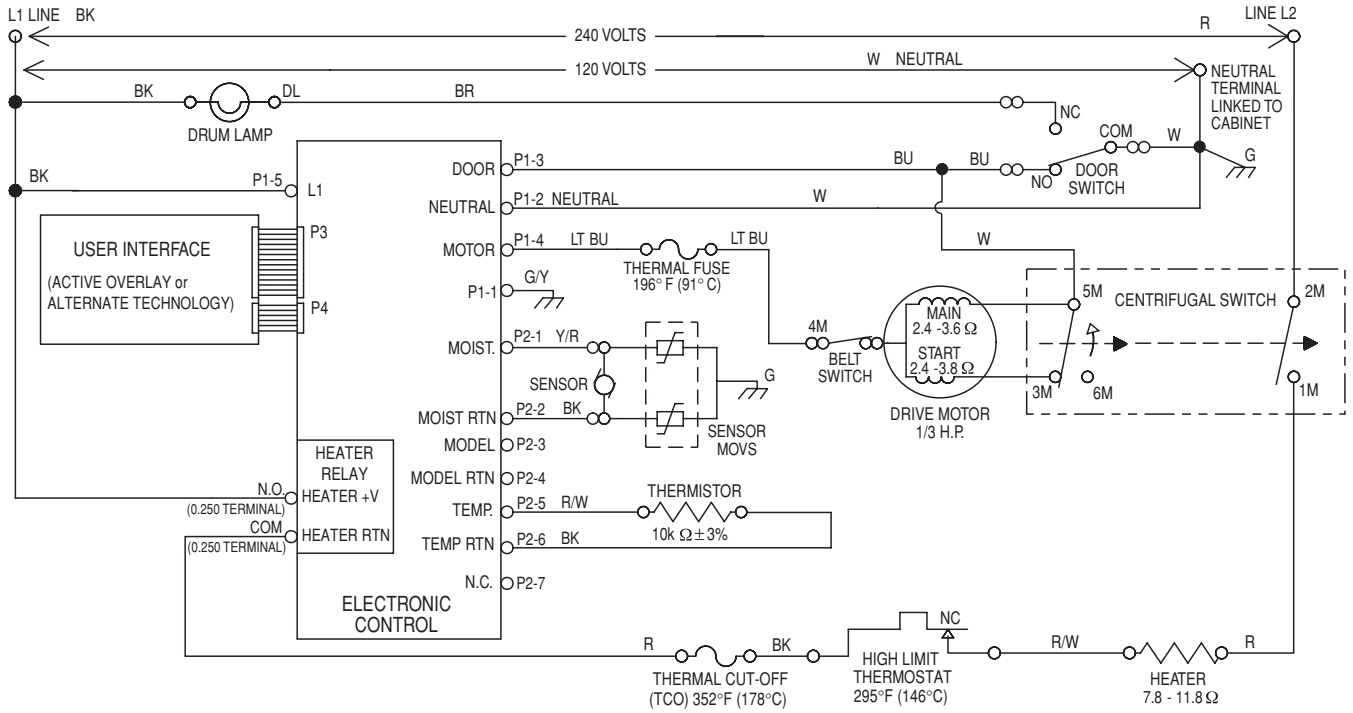 L1 LINE BK
R
LINE L2
240 VOLTS
W NEUTRAL
120 VOLTS
NEUTRAL
TERMINAL
LINKED TO
CABINET
BK
DL
BR
NC
DRUM LAMP
COM
W
G
DOOR
P1-3
BU
BU
NO
DOOR
SWITCH
BK
P1-5
L1
NEUTRAL
P1-2 NEUTRAL
W
USER INTERFACE
(ACTIVE OVERLAY or
ALTERNATE TECHNOLOGY)
P3
P4
MOTOR
P1-4
LT BU
LT BU
THERMAL FUSE
196° F (91° C)
W
P1-1
G/Y
5M
CENTRIFUGAL SWITCH
2M
MAIN
2.4 -3.6 Ω
START
2.4 -3.8 Ω
4M
BELT
SWITCH
3M
6M
1M
DRIVE MOTOR
1/3 H.P.
MOIST.
P2-1 Y/R
SENSOR
G
MOIST RTN
P2-2 BK
SENSOR
MOVS
MODEL
P2-3
MODEL RTN
P2-4
HEATER
RELAY
N.O.
(0.250 TERMINAL)
HEATER +V
COM
(0.250 TERMINAL)
HEATER RTN
TEMP.
P2-5 R/W
THERMISTOR
10k Ω ± 3%
TEMP RTN
P2-6 BK
N.C.
P2-7
ELECTRONIC
CONTROL
R
BK
NC
R/W
R
THERMAL CUT-OFF
(TCO) 352°F (178°C)
HIGH LIMIT
THERMOSTAT
295°F (146°C)
HEATER
7.8 - 11.8 Ω